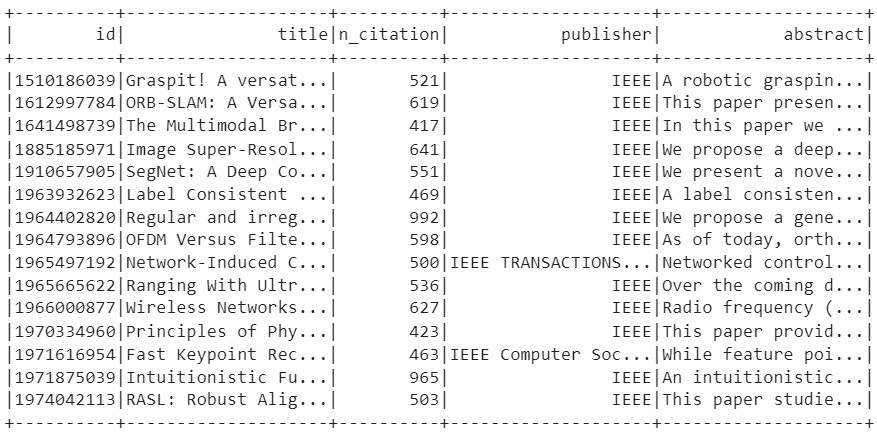 +----------+--------------------+----------+--------------------+--------------------+
|        id|               title|n_citation|           publisher|            abstract|
+----------+--------------------+----------+--------------------+--------------------+
|1510186039|Graspit! A versat...|       521|                IEEE|A robotic graspin...|
|1612997784|ORB-SLAM: A Versa...|       619|                IEEE|This paper presen...|
|1641498739|The Multimodal Br...|       417|                IEEE|In this paper we ...|
|1885185971|Image Super-Resol...|       641|                IEEE|We propose a deep...|
|1910657905|SegNet: A Deep Co...|       551|                IEEE|We present a nove...|
|1963932623|Label Consistent ...|       469|                IEEE|A label consisten...|
|1964402820|Regular and irreg...|       992|                IEEE|We propose a gene...|
|1964793896|OFDM Versus Filte...|       598|                IEEE|As of today, orth...|
|1965497192|Network-Induced C...|       500|IEEE TRANSACTIONS...|Networked control...|
|1965665622|Ranging With Ultr...|       536|                IEEE|Over the coming d...|
|1966000877|Wireless Networks...|       627|                IEEE|Radio frequency (...|
|1970334960|Principles of Phy...|       423|                IEEE|This paper provid...|
|1971616954|Fast Keypoint Rec...|       463|IEEE Computer Soc...|While feature poi...|
|1971875039|Intuitionistic Fu...|       965|                IEEE|An intuitionistic...|
|1974042113|RASL: Robust Alig...|       503|                IEEE|This paper studie...|
+----------+--------------------+----------+--------------------+--------------------+